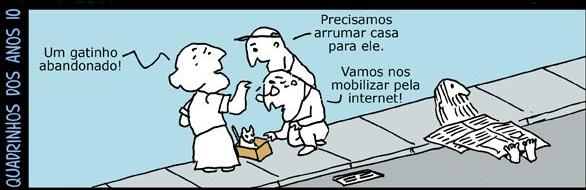 QUADRINHOS DOS ANOS 10
Um gatinho
abandonado!
Precisamos
arrumar casa
para ele.
Vamos nos
mobilizar pela
internet!